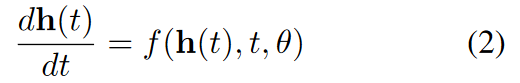 d𝐡(t)/dt = f(𝐡(t), t, θ) (2)